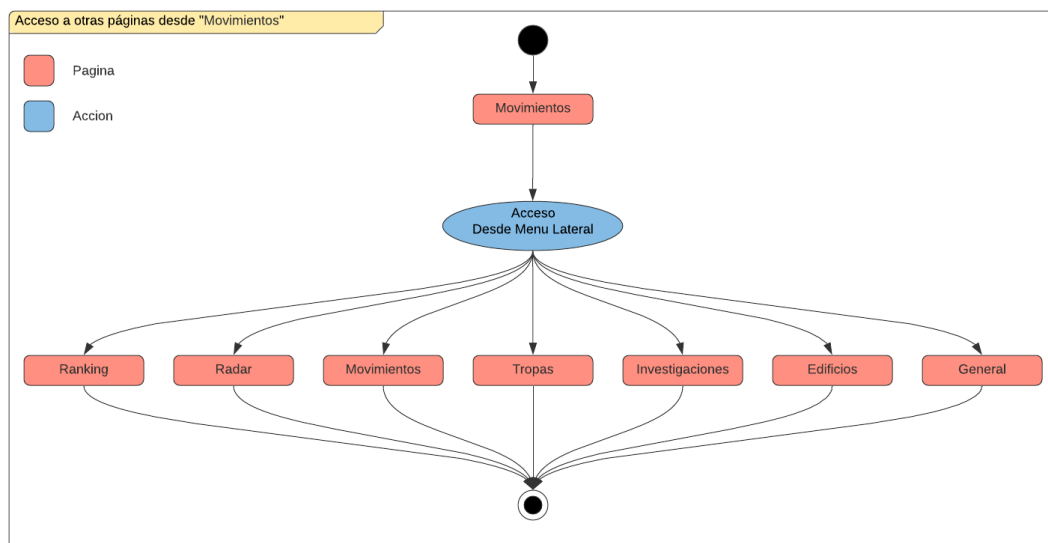 Acceso a otras páginas desde "Movimientos"
Pagina
Accion
Movimientos
Acceso
Desde Menu Lateral
Ranking
Radar
Movimientos
Tropas
Investigaciones
Edificios
General